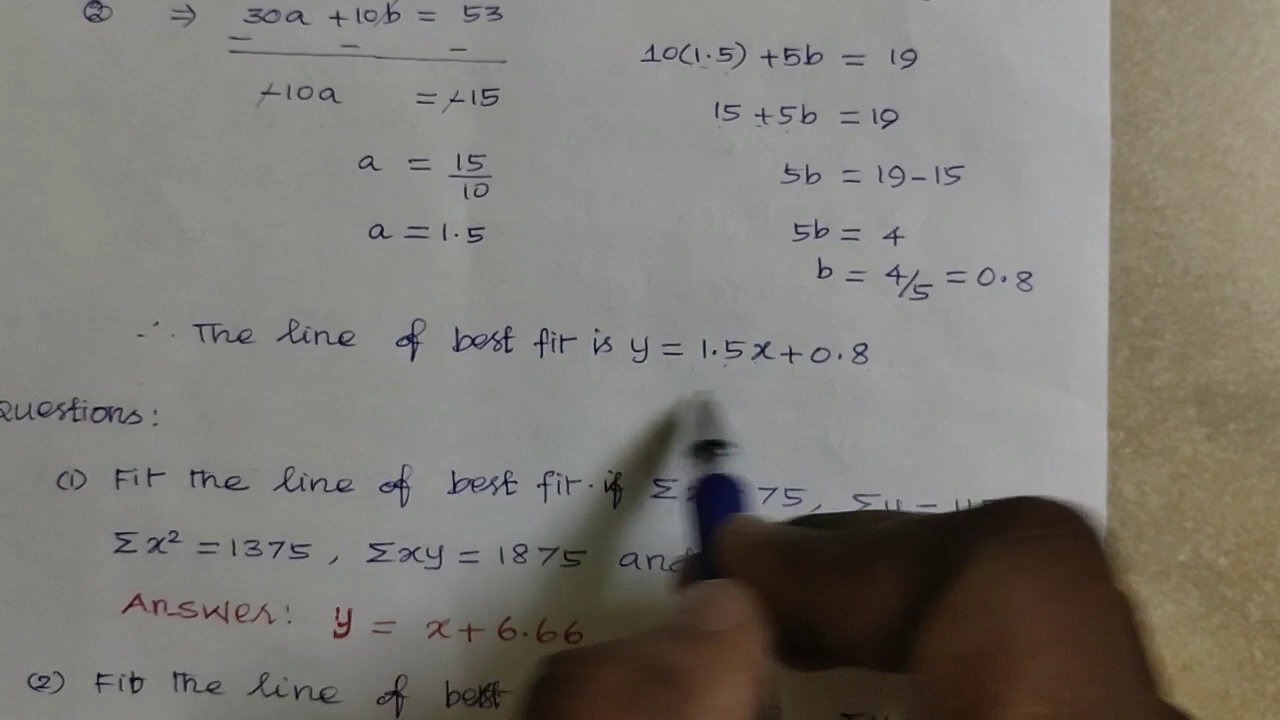 ② ⇒ 30a + 10b = 53
− − −
-10a = -15
a = 15/10
a = 1.5
10(1.5) + 5b = 19
15 + 5b = 19
5b = 19-15
5b = 4
b = 4/5 = 0.8
∴ The line of best fit is y = 1.5x + 0.8
Questions:
(1) Fit the line of best fit. if Σ 75, Σy =
Σx² = 1375, Σxy = 1875 and
Answer: y = x + 6.66
(2) Fit the line of best